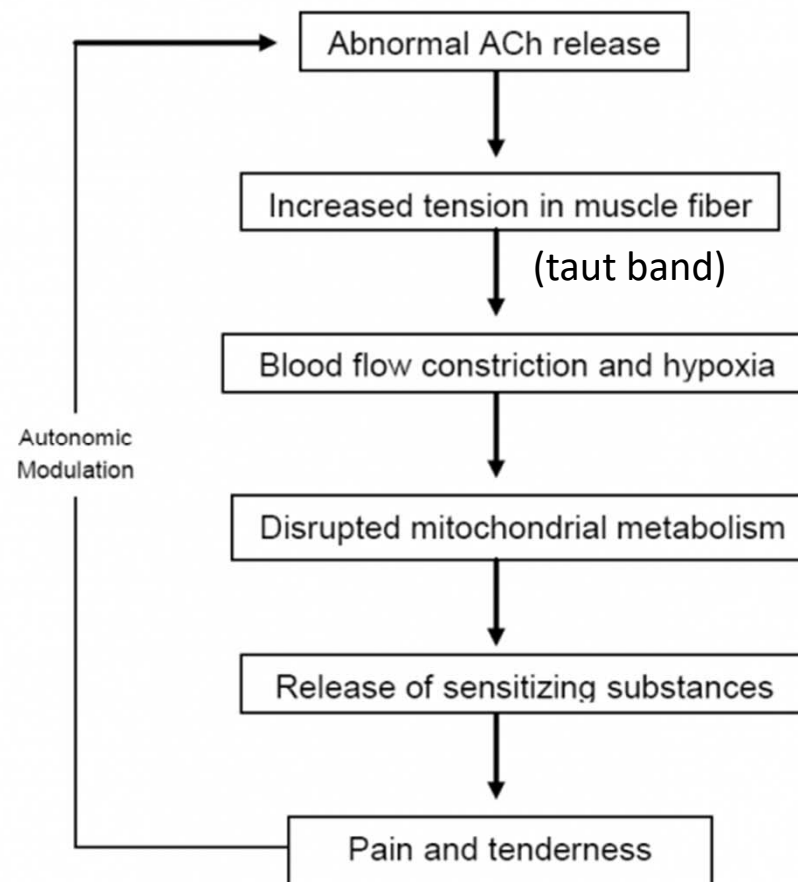 Abnormal ACh release
Increased tension in muscle fiber
(taut band)
Blood flow constriction and hypoxia
Autonomic
Modulation
Disrupted mitochondrial metabolism
Release of sensitizing substances
Pain and tenderness